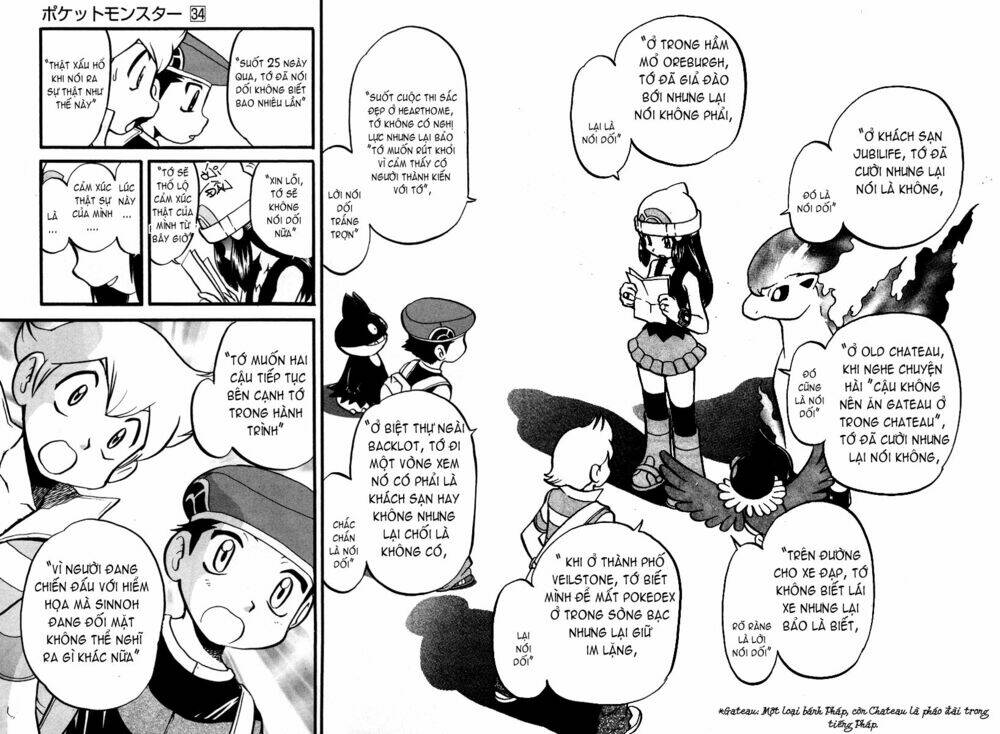 ポケットモンスター 34
"Ở KHÁCH SẠN
JUBILIFE, TỚ ĐÃ
CƯỜI NHƯNG LẠI
NÓI LÀ KHÔNG,
ĐÓ LÀ
NÓI DỐI"
"Ở TRONG HẦM
MỎ OREBURGH,
TỚ ĐÃ GIẢ ĐÀO
BỚI NHƯNG LẠI
NÓI KHÔNG PHẢI,
LẠI LÀ
NÓI DỐI"
"Ở OLD CHATEAU,
KHI NGHE CHUYỆN
HÀI "CẬU KHÔNG
NÊN ĂN GATEAU Ở
TRONG CHATEAU",
TỚ ĐÃ CƯỜI NHƯNG
LẠI NÓI KHÔNG,
ĐÓ
CŨNG
LÀ NÓI
DỐI"
"TRÊN ĐƯỜNG
CHO XE ĐẠP, TỚ
KHÔNG BIẾT LÁI
XE NHƯNG LẠI
BẢO LÀ BIẾT,
RÕ RÀNG
LÀ LỜI
NÓI DỐI"
"SUỐT CUỘC THI SẮC
ĐẸP Ở HEARTHOME,
TỚ KHÔNG CÓ NGHỊ
LỰC NHƯNG LẠI BẢO
"TỚ MUỐN RÚT KHỎI
VÌ CẢM THẤY CÓ
NGƯỜI THÀNH KIẾN
VỚI TỚ",
LỜI NÓI
DỐI
TRẮNG
TRỢN"
"Ở BIỆT THỰ NGÀI
BACKLOT, TỚ ĐI
MỘT VÒNG XEM
NÓ CÓ PHẢI LÀ
KHÁCH SẠN HAY
KHÔNG NHƯNG
LẠI CHỐI LÀ
KHÔNG CÓ,
CHẮC
CHẮN LÀ NÓI
DỐI"
"KHI Ở THÀNH PHỐ
VEILSTONE, TỚ BIẾT
MÌNH ĐỂ MẤT POKEDEX
Ở TRONG SÒNG BẠC
NHƯNG LẠI GIỮ
IM LẶNG,
LẠI
NÓI
DỐI"
*Gateau: Một loại bánh Pháp, còn Chateau là pháo đài trong
tiếng Pháp.
"SUỐT 25 NGÀY
QUA, TỚ ĐÃ NÓI
DỐI KHÔNG BIẾT
BAO NHIÊU LẦN"
"THẬT XẤU HỔ
KHI NÓI RA
SỰ THẬT NHƯ
THẾ NÀY"
"XIN LỖI,
TỚ SẼ
KHÔNG NÓI
DỐI NỮA"
"TỚ SẼ
THỔ LỘ
CẢM XÚC
THẬT CỦA
MÌNH TỪ
BÂY GIỜ"
LÚC
NÀY
...
CẢM XÚC
THẬT SỰ
CỦA MÌNH
....
LÀ
...
"TỚ MUỐN HAI
CẬU TIẾP TỤC
BÊN CẠNH TỚ
TRONG HÀNH
TRÌNH"
"VÌ NGƯỜI ĐANG
CHIẾN ĐẤU VỚI HIỂM
HỌA MÀ SINNOH
ĐANG ĐỐI MẶT
KHÔNG THỂ NGHĨ
RA GÌ KHÁC NỮA"